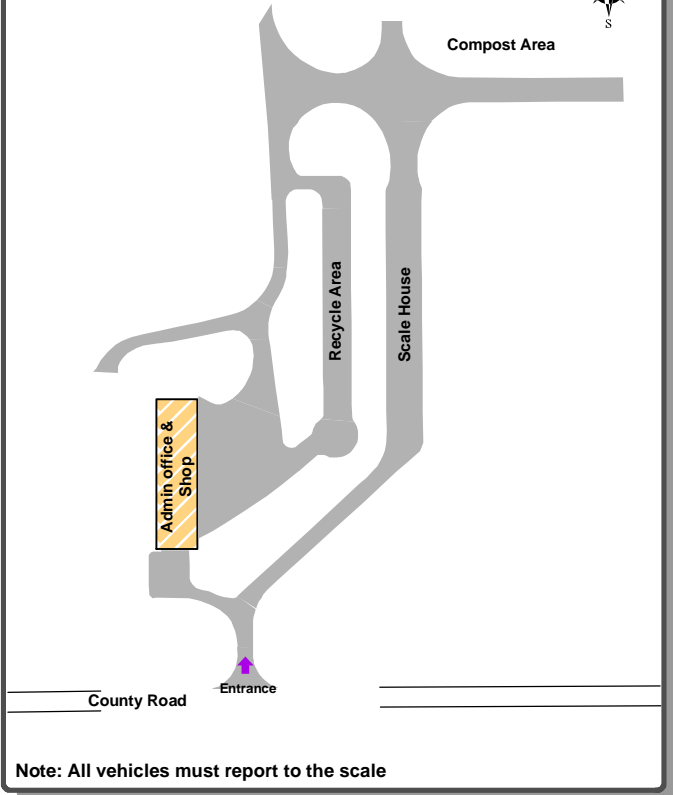 S
Compost Area
Recycle Area
Scale House
Admin office &
Shop
Entrance
County Road
Note: All vehicles must report to the scale